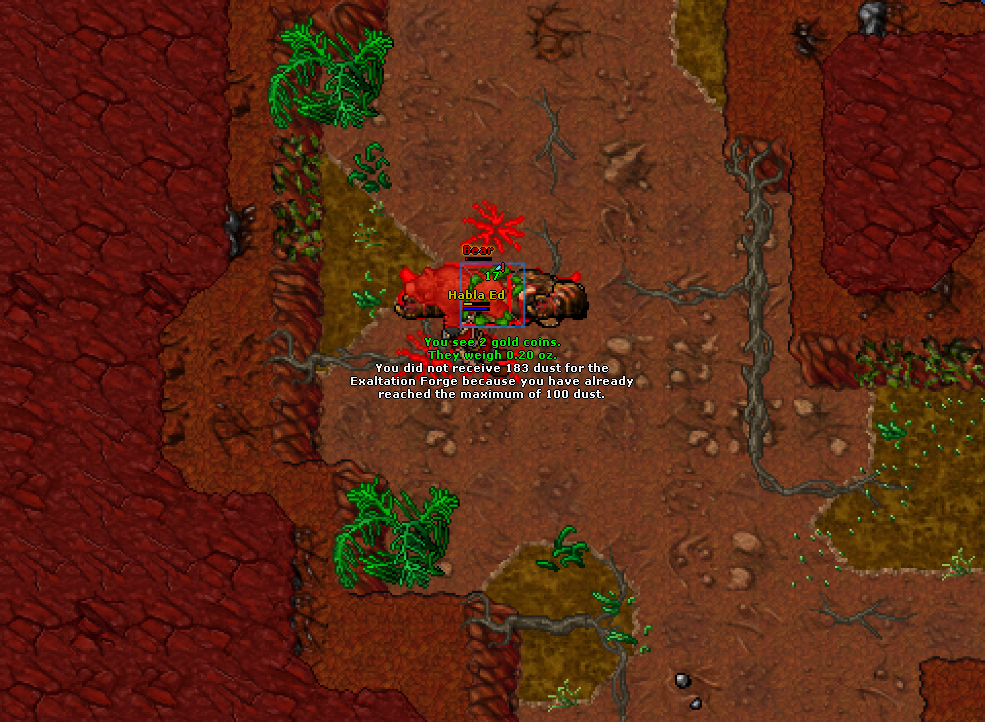 Bear
17
Habla Ed
You see 2 gold coins.
They weigh 0.20 oz.
You did not receive 183 dust for the
Exaltation Forge because you have already
reached the maximum of 100 dust.